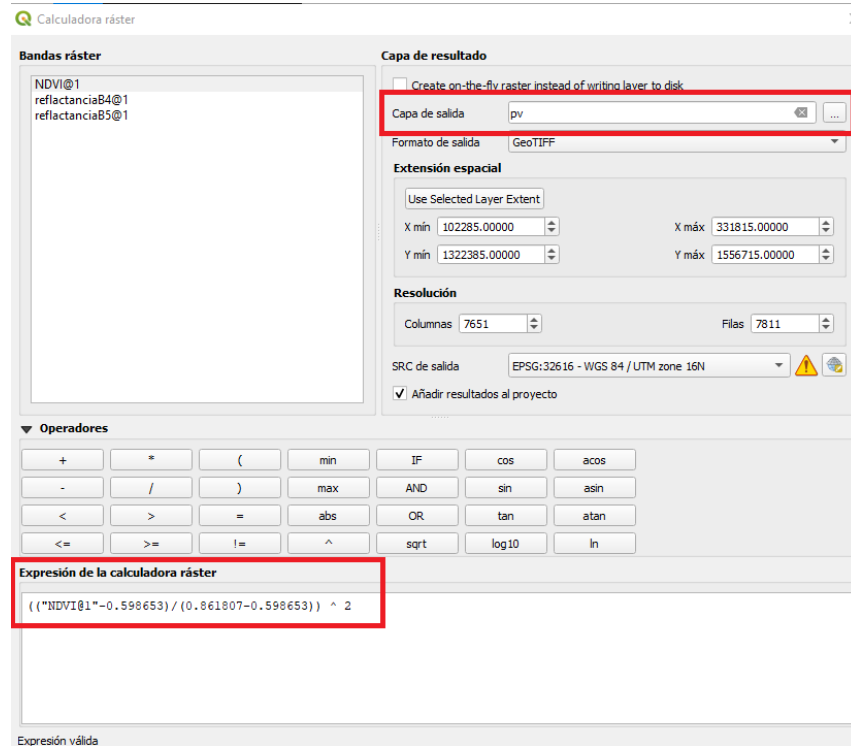 Calculadora ráster
Bandas ráster
NDVI@1
reflectanciaB4@1
reflectanciaB5@1
Capa de resultado
Create on-the-fly raster instead of writing layer to disk
Capa de salida pv ...
Formato de salida GeoTIFF
Extensión espacial
Use Selected Layer Extent
X mín 102285.00000 X máx 331815.00000
Y mín 1322385.00000 Y máx 1556715.00000
Resolución
Columnas 7651 Filas 7811
SRC de salida EPSG:32616 - WGS 84 / UTM zone 16N
Añadir resultados al proyecto
Operadores
+ * ( min IF cos acos
- / ) max AND sin asin
< > = abs OR tan atan
<= >= != ^ sqrt log10 ln
Expresión de la calculadora ráster
(("NDVI@1"-0.598653)/(0.861807-0.598653)) ^ 2
Expresión válida